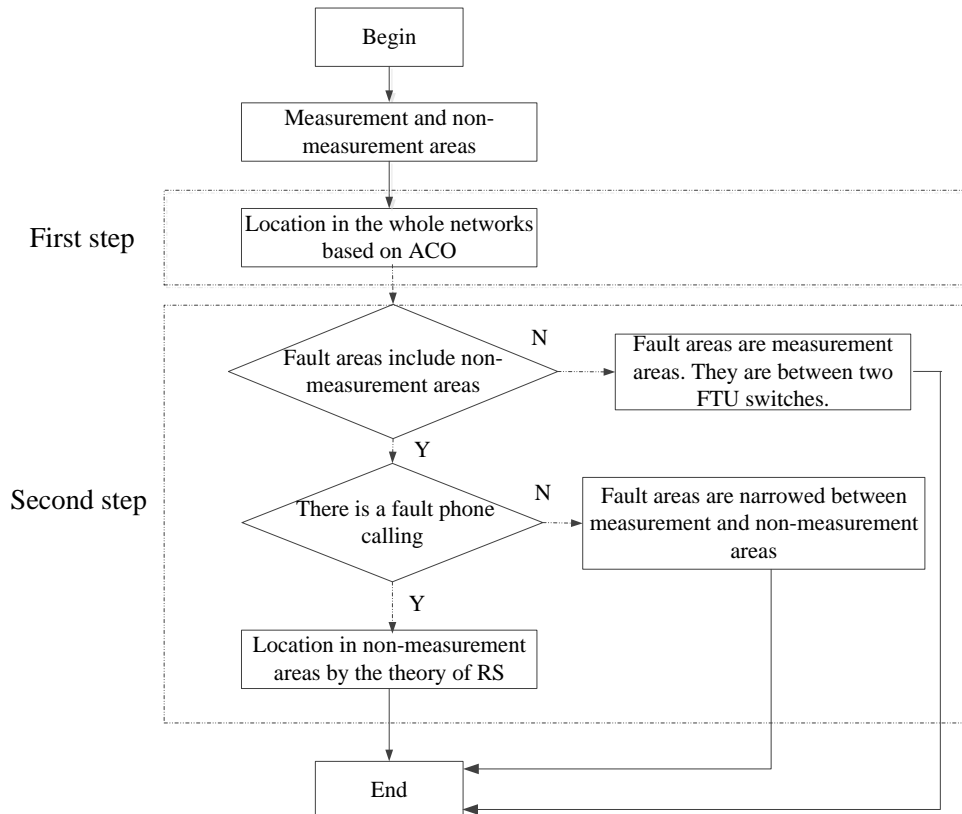 Begin
Measurement and non-
measurement areas
First step
Location in the whole networks
based on ACO
Fault areas include non-
measurement areas
N
Fault areas are measurement
areas. They are between two
FTU switches.
Y
Second step
There is a fault phone
calling
N
Fault areas are narrowed between
measurement and non-measurement
areas
Y
Location in non-measurement
areas by the theory of RS
End